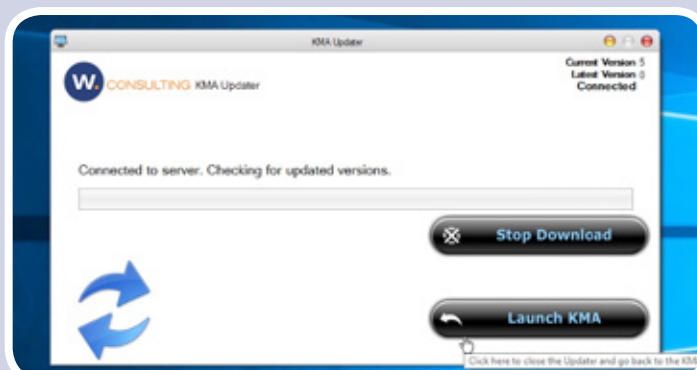 KMA Updater
W.
CONSULTING KMA Updater
Current Version 5
Latest Version 0
Connected
Connected to server. Checking for updated versions.
Stop Download
Launch KMA
Click here to close the Updater and go back to the KM